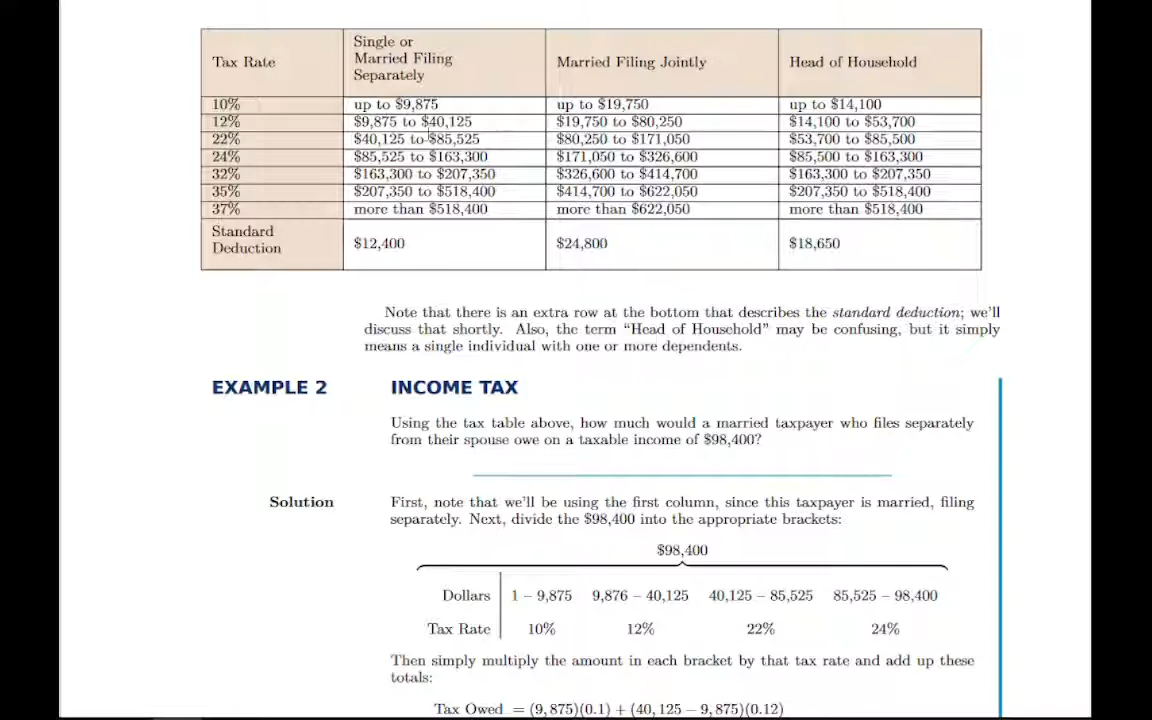 Tax Rate | Single or Married Filing Separately | Married Filing Jointly | Head of Household
10% | up to $9,875 | up to $19,750 | up to $14,100
12% | $9,875 to $40,125 | $19,750 to $80,250 | $14,100 to $53,700
22% | $40,125 to $85,525 | $80,250 to $171,050 | $53,700 to $85,500
24% | $85,525 to $163,300 | $171,050 to $326,600 | $85,500 to $163,300
32% | $163,300 to $207,350 | $326,600 to $414,700 | $163,300 to $207,350
35% | $207,350 to $518,400 | $414,700 to $622,050 | $207,350 to $518,400
37% | more than $518,400 | more than $622,050 | more than $518,400
Standard Deduction | $12,400 | $24,800 | $18,650
Note that there is an extra row at the bottom that describes the standard deduction; we'll
discuss that shortly. Also, the term "Head of Household" may be confusing, but it simply
means a single individual with one or more dependents.
EXAMPLE 2 INCOME TAX
Using the tax table above, how much would a married taxpayer who files separately
from their spouse owe on a taxable income of $98,400?
Solution First, note that we'll be using the first column, since this taxpayer is married, filing
separately. Next, divide the $98,400 into the appropriate brackets:
$98,400
Dollars | 1 – 9,875 9,876 – 40,125 40,125 – 85,525 85,525 – 98,400
Tax Rate | 10% 12% 22% 24%
Then simply multiply the amount in each bracket by that tax rate and add up these
totals:
Tax Owed = (9,875)(0.1) + (40,125 − 9,875)(0.12)